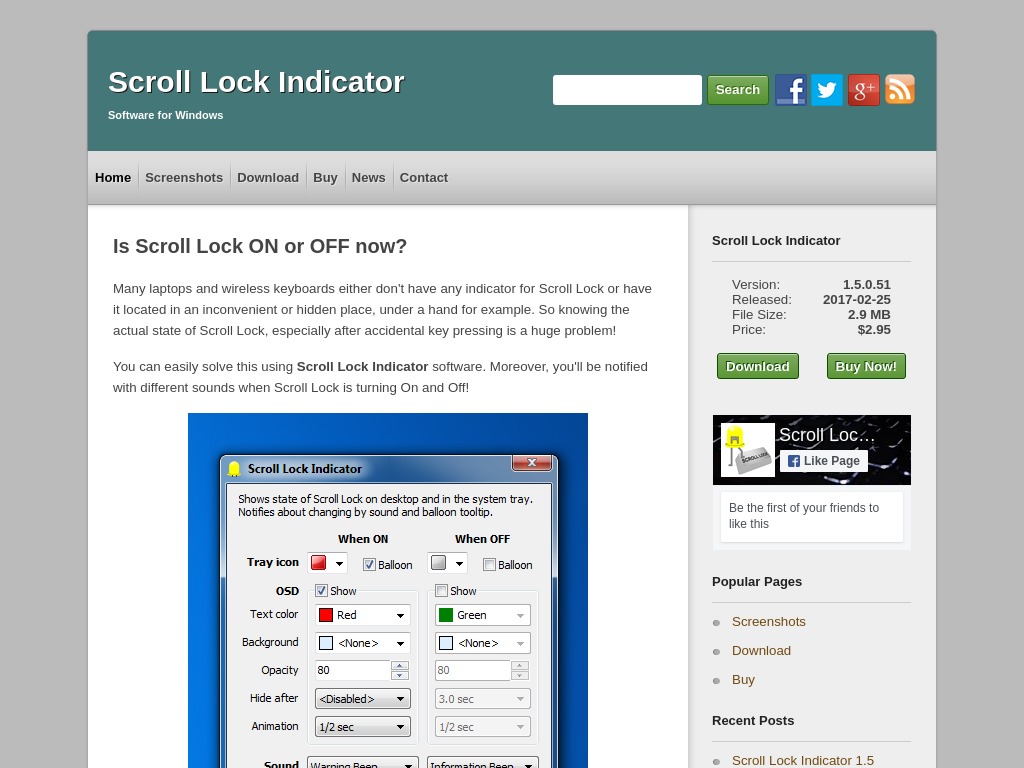 Scroll Lock Indicator
Software for Windows
Search
Home
Screenshots
Download
Buy
News
Contact
Is Scroll Lock ON or OFF now?
Many laptops and wireless keyboards either don't have any indicator for Scroll Lock or have
it located in an inconvenient or hidden place, under a hand for example. So knowing the
actual state of Scroll Lock, especially after accidental key pressing is a huge problem!
You can easily solve this using Scroll Lock Indicator software. Moreover, you'll be notified
with different sounds when Scroll Lock is turning On and Off!
Scroll Lock Indicator
Shows state of Scroll Lock on desktop and in the system tray.
Notifies about changing by sound and balloon tooltip.
When ON When OFF
Tray icon Balloon Balloon
OSD Show Show
Text color Red Green
Background <None> <None>
Opacity 80 80
Hide after <Disabled> 3.0 sec
Animation 1/2 sec 1/2 sec
Sound Warning Beep Information Beep
Scroll Lock Indicator
Version: 1.5.0.51
Released: 2017-02-25
File Size: 2.9 MB
Price: $2.95
Download Buy Now!
SCROLL LOCK
Scroll Loc...
Like Page
Be the first of your friends to
like this
Popular Pages
Screenshots
Download
Buy
Recent Posts
Scroll Lock Indicator 1.5